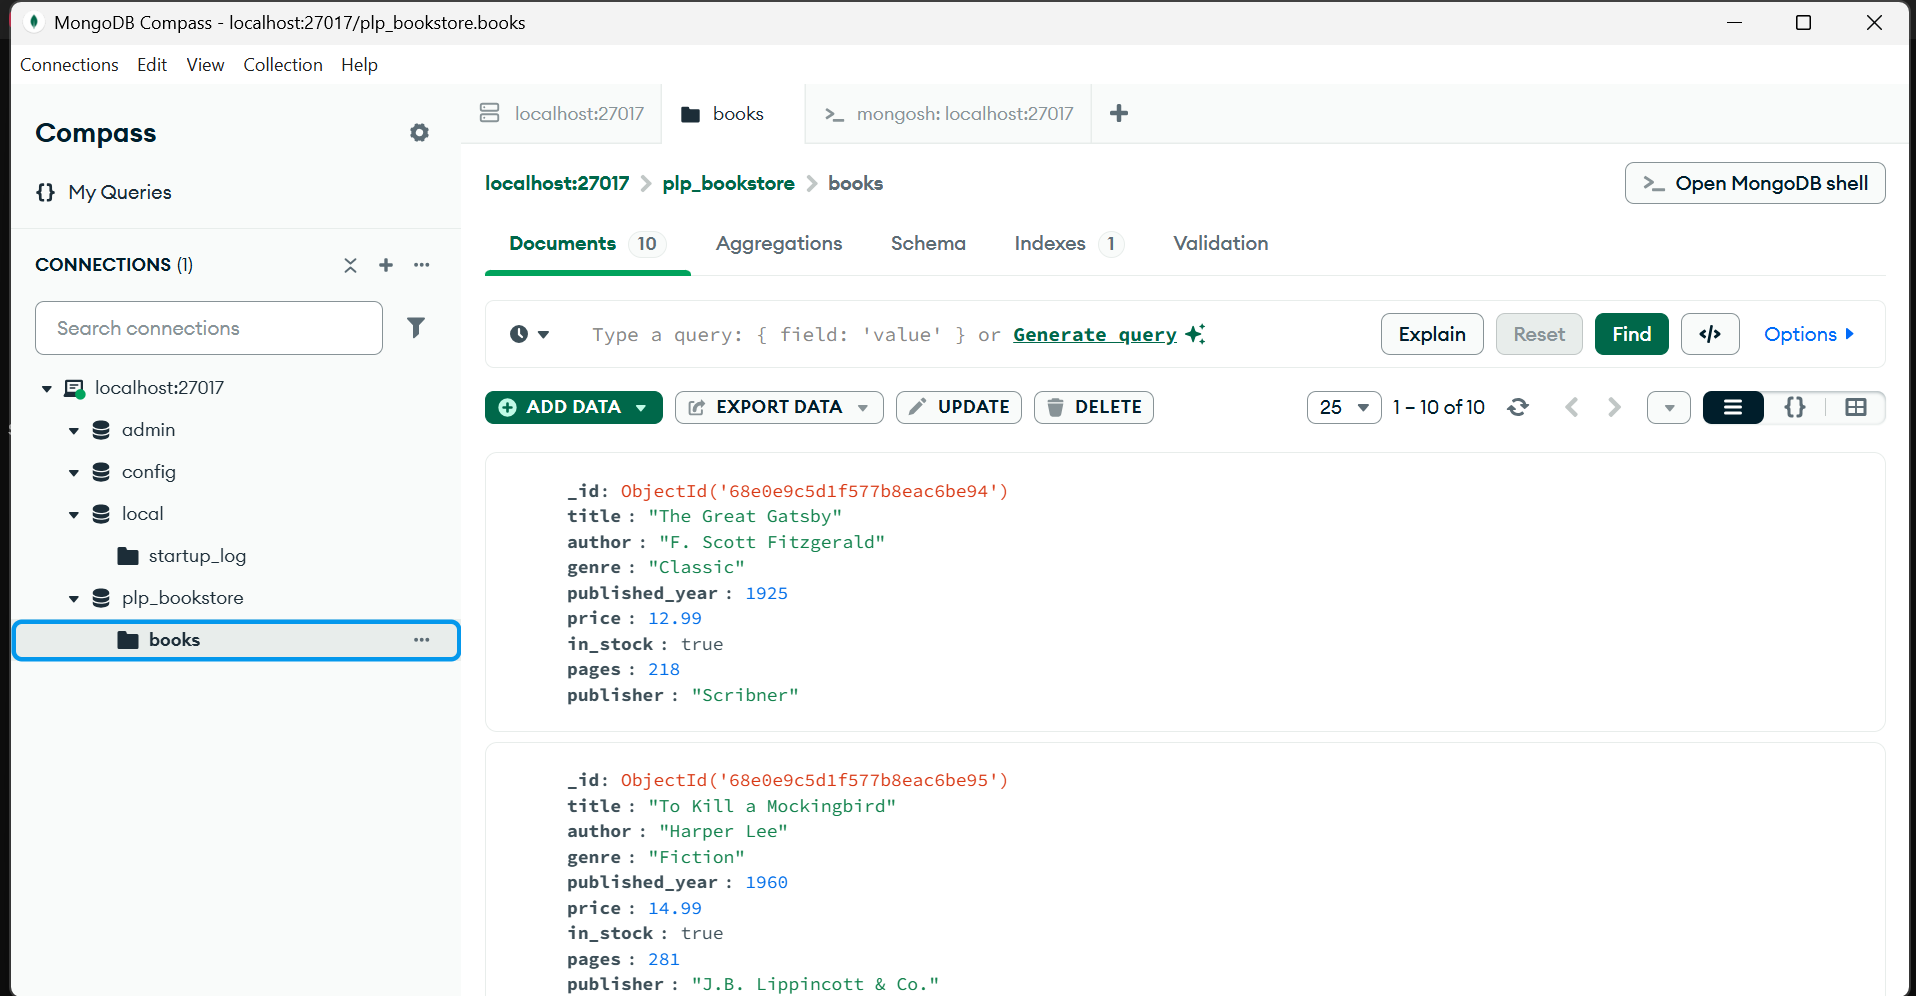 MongoDB Compass - localhost:27017/plp_bookstore.books
Connections Edit View Collection Help
Compass
{} My Queries
CONNECTIONS (1)
Search connections
localhost:27017
admin
config
local
startup_log
plp_bookstore
books
localhost:27017 books >_ mongosh: localhost:27017 +
localhost:27017 > plp_bookstore > books
>_ Open MongoDB shell
Documents 10 Aggregations Schema Indexes 1 Validation
Type a query: { field: 'value' } or Generate query
Explain Reset Find </> Options
ADD DATA EXPORT DATA UPDATE DELETE
25 1 – 10 of 10 {}
_id: ObjectId('68e0e9c5d1f577b8eac6be94')
title : "The Great Gatsby"
author : "F. Scott Fitzgerald"
genre : "Classic"
published_year : 1925
price : 12.99
in_stock : true
pages : 218
publisher : "Scribner"
_id: ObjectId('68e0e9c5d1f577b8eac6be95')
title : "To Kill a Mockingbird"
author : "Harper Lee"
genre : "Fiction"
published_year : 1960
price : 14.99
in_stock : true
pages : 281
publisher : "J.B. Lippincott & Co."